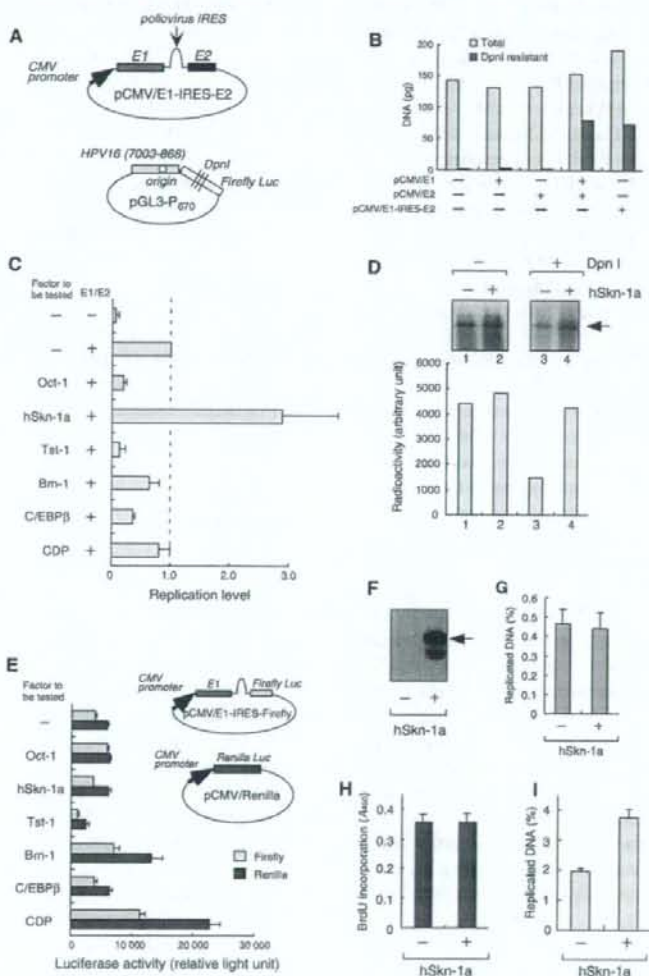 A
poliovirus IRES
E1
E2
CMV
promoter
pCMV/E1-IRES-E2
HPV16 (7003-868)
DpnI
origin
Firefly Luc
pGL3-P670
B
Total
DpnI resistant
DNA (pg)
200
150
100
50
0
pCMV/E1 — + — + —
pCMV/E2 — — + + —
pCMV/E1-IRES-E2 — — — — +
C
Factor to
be tested
E1/E2
— —
— +
Oct-1 +
hSkn-1a +
Tst-1 +
Brn-1 +
C/EBPβ +
CDP +
0 1.0 2.0 3.0
Replication level
D
— + Dpn I
— + — + hSkn-1a
1 2 3 4
Radioactivity (arbitrary unit)
6000
5000
4000
3000
2000
1000
0
1 2 3 4
E
Factor to
be tested
—
Oct-1
hSkn-1a
Tst-1
Brn-1
C/EBPβ
CDP
CMV
promoter
E1
Firefly Luc
pCMV/E1-IRES-Firefly
CMV
promoter
Renilla Luc
pCMV/Renilla
Firefly
Renilla
0 10 000 20 000 30 000
Luciferase activity (relative light unit)
F
— +
hSkn-1a
G
Replicated DNA (%)
0.6
0.5
0.4
0.3
0.2
0.1
0
— +
hSkn-1a
H
BrdU incorporation (A450)
0.4
0.3
0.2
0.1
0.0
— +
hSkn-1a
I
Replicated DNA (%)
4
2
0
— +
hSkn-1a